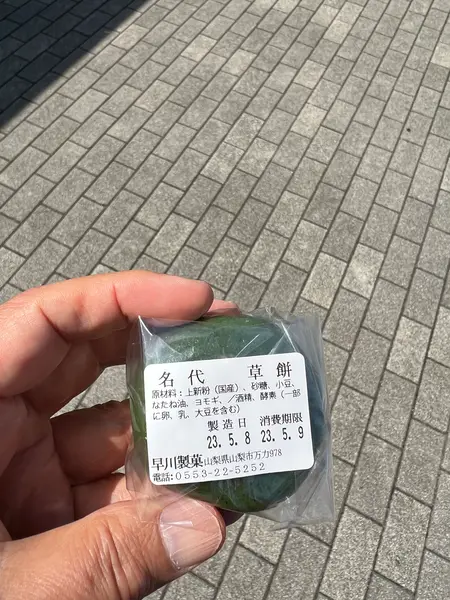 名代 草餅
原材料：上新粉（国産）、砂糖、小豆、
なたね油、ヨモギ、／酒精、酵素（一部
に卵、乳、大豆を含む）
製造日 消費期限
23.5.8 23.5.9
早川製菓 山梨県山梨市万力978
電話:0553-22-5252